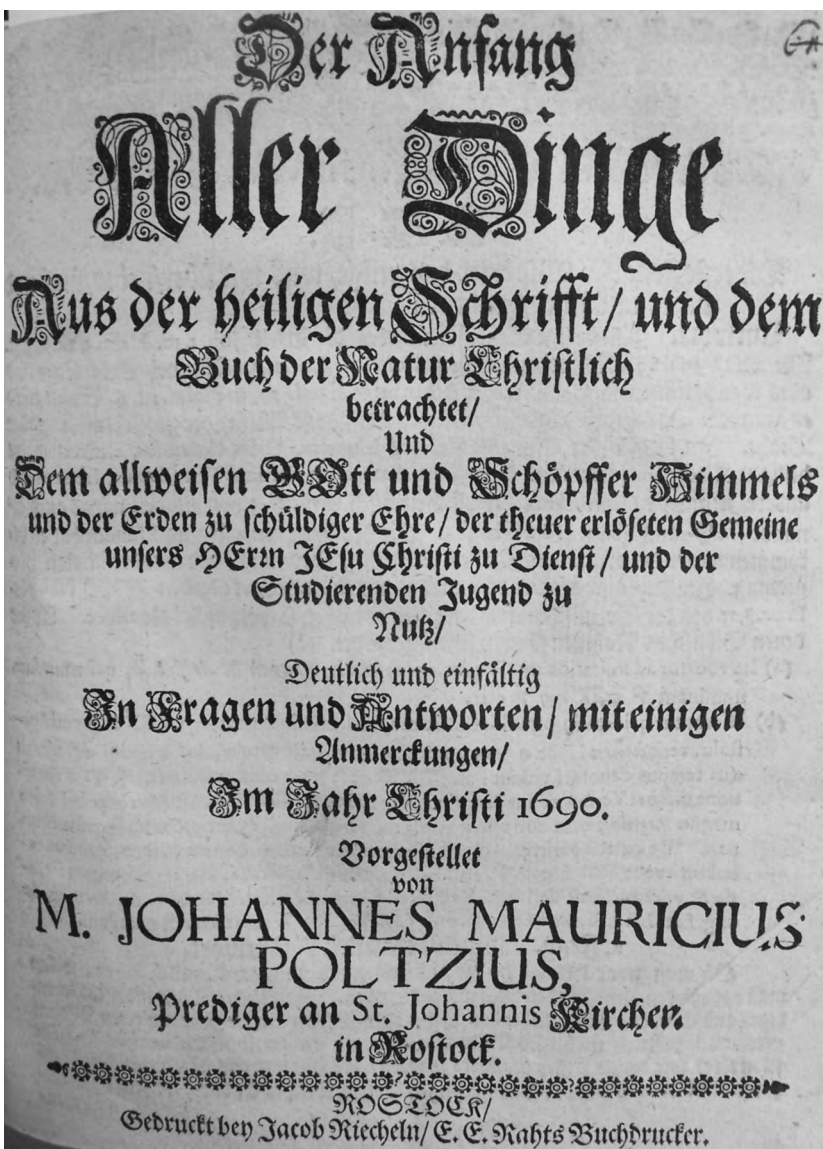 Der Anfang
Aller Dinge
Aus der heiligen Schrifft/ und dem
Buch der Natur Christlich
betrachtet/
Und
Dem allweisen GOtt und Schöpffer Himmels
und der Erden zu schüldiger Ehre/ der theuer erlöseten Gemeine
unsers HErrn JEsu Christi zu Dienst/ und der
Studierenden Jugend zu
Nutz/
Deutlich und einfältig
In Fragen und Antworten/ mit einigen
Anmerckungen/
Im Jahr Christi 1690.
Vorgestellet
von
M. JOHANNES MAURICIUS
POLTZIUS,
Prediger an St. Johannis Kirchen
in Rostock.
ROSTOCK/
Gedruckt bey Jacob Riecheln/ E. E. Rahts Buchdrucker.